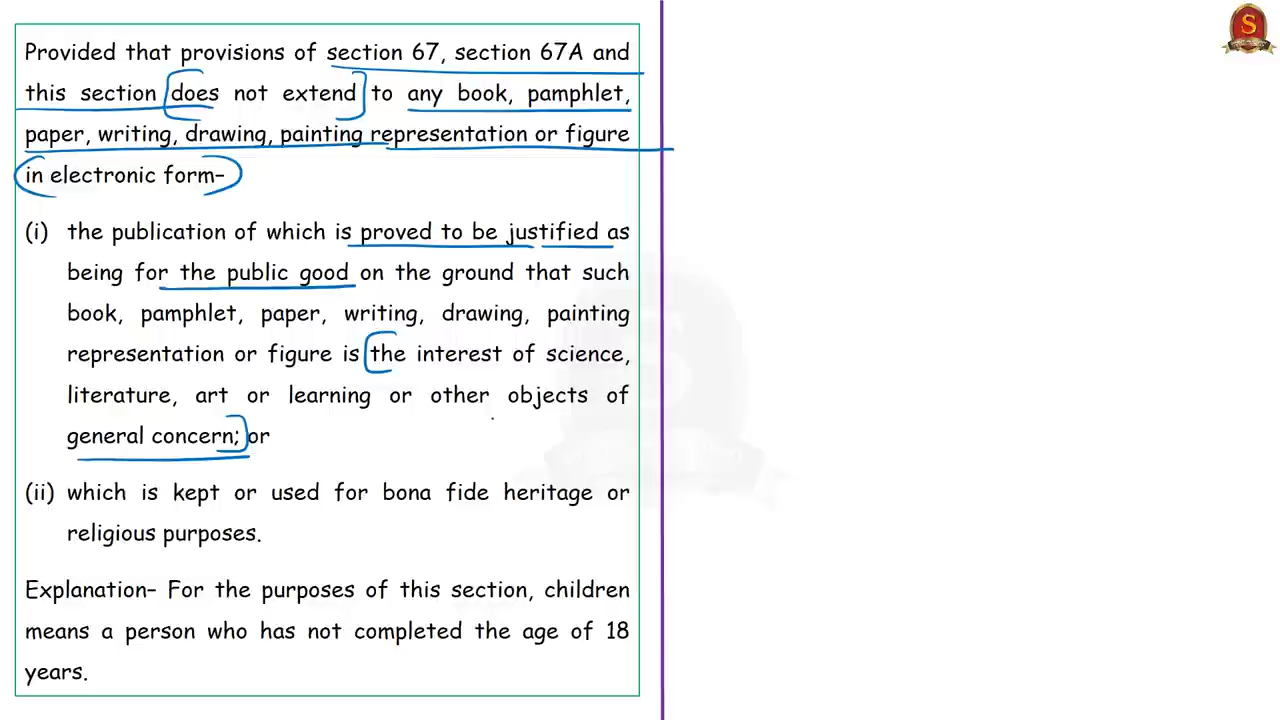 Provided that provisions of section 67, section 67A and
this section does not extend to any book, pamphlet,
paper, writing, drawing, painting representation or figure
in electronic form–
(i) the publication of which is proved to be justified as
being for the public good on the ground that such
book, pamphlet, paper, writing, drawing, painting
representation or figure is the interest of science,
literature, art or learning or other objects of
general concern; or
(ii) which is kept or used for bona fide heritage or
religious purposes.
Explanation– For the purposes of this section, children
means a person who has not completed the age of 18
years.
S